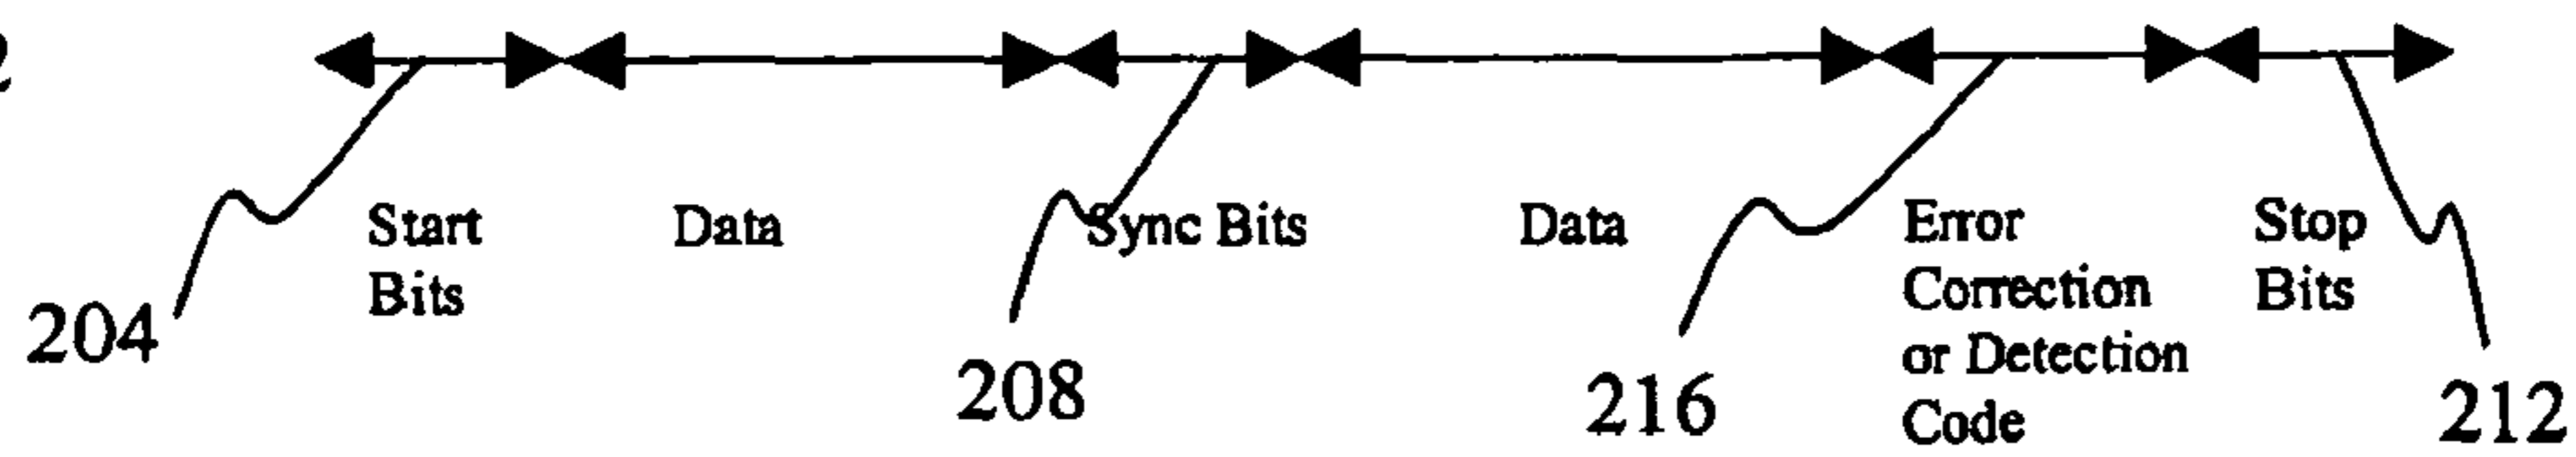 Start Bits
Data
Sync Bits
Data
Error Correction or Detection Code
Stop Bits
204
208
216
212